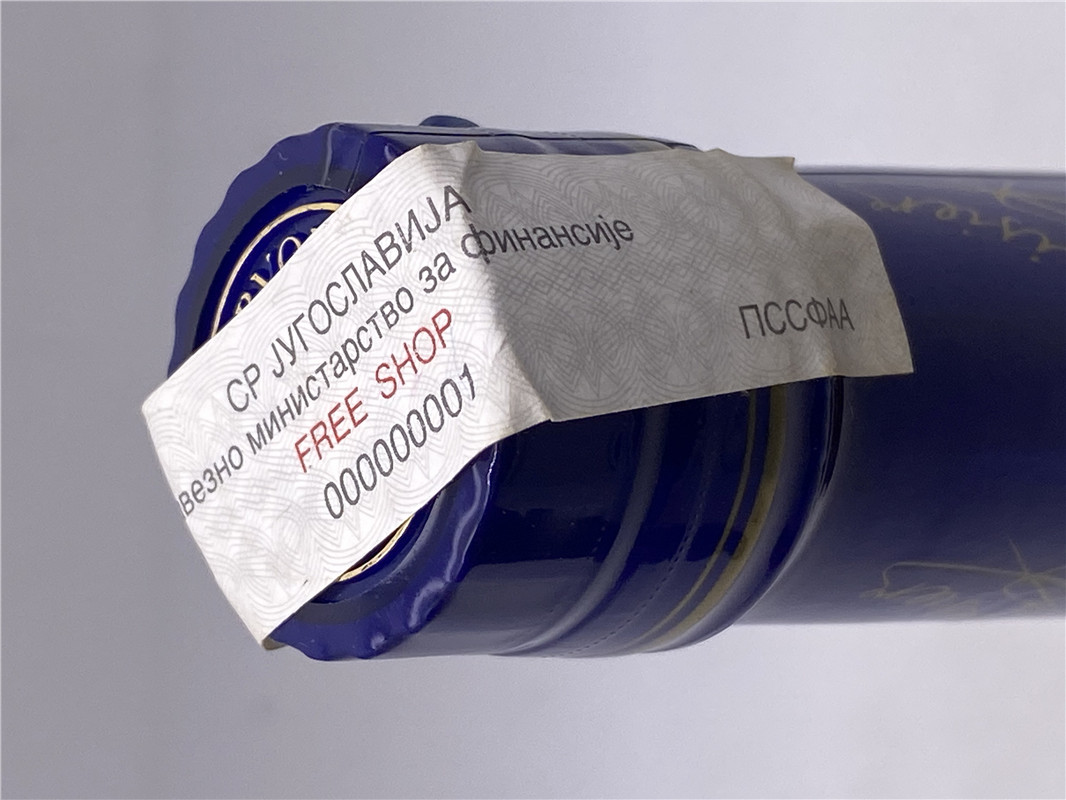 СР ЈУГОСЛАВИЈА
везно министарство за финансије
FREE SHOP
000000001
ПССФАА